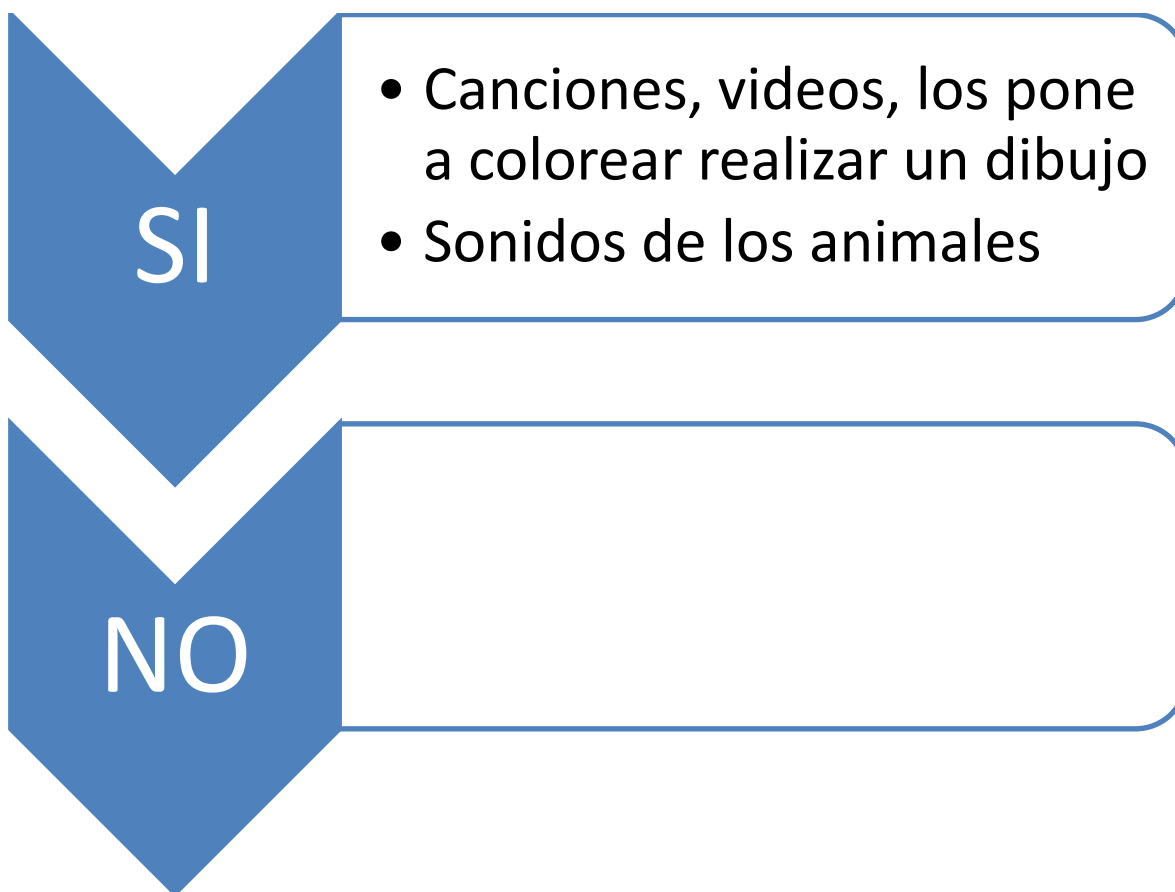 SI
• Canciones, videos, los pone
a colorear realizar un dibujo
• Sonidos de los animales
NO